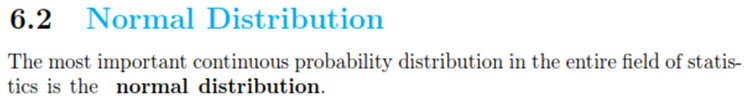 6.2 Normal Distribution
The most important continuous probability distribution in the entire field of statis-
tics is the normal distribution.